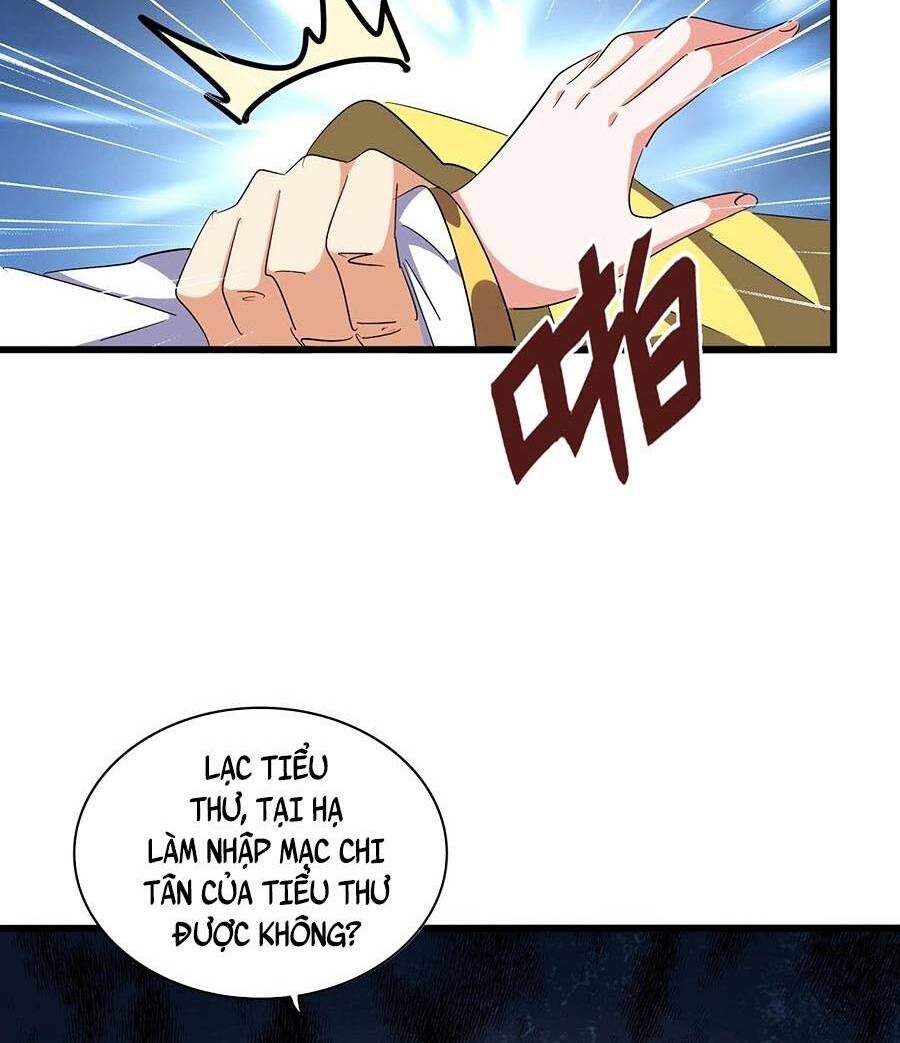 啪
LẠC TIỂU
THƯ, TẠI HẠ
LÀM NHẬP MẠC CHI
TÂN CỦA TIỂU THƯ
ĐƯỢC KHÔNG?